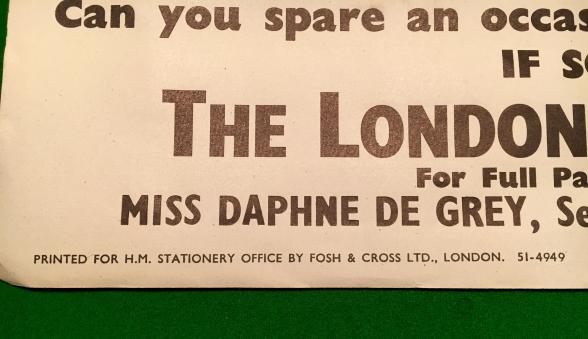 Can you spare an occas
IF S
THE LONDON
For Full Pa
MISS DAPHNE DE GREY, Se
PRINTED FOR H.M. STATIONERY OFFICE BY FOSH & CROSS LTD., LONDON. 51-4949